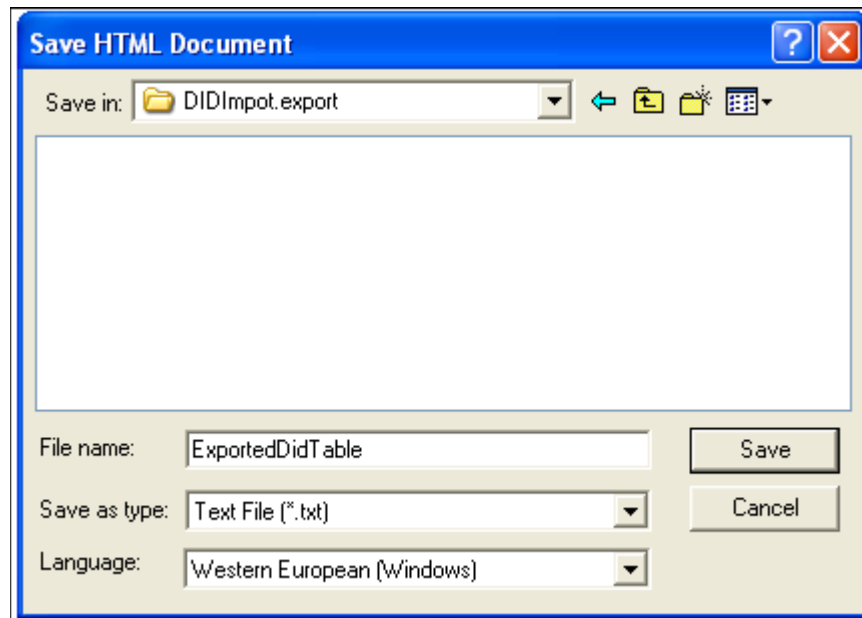 Save HTML Document
Save in: DIDImpot.export
File name: ExportedDidTable Save
Save as type: Text File (*.txt) Cancel
Language: Western European (Windows)